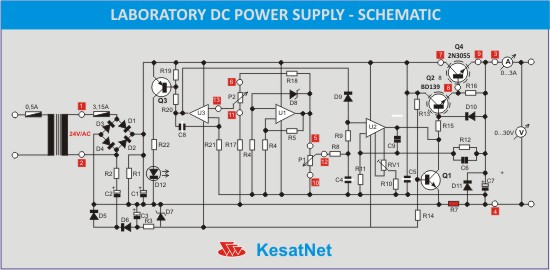 LABORATORY DC POWER SUPPLY - SCHEMATIC
Q4
2N3055
7
9
3
A
0...3A
R19
8
R18
Q2
BD139
6
R16
Q3
P2
D8
D9
0,5A
1
3.15A
R20
15
R13
D10
U3
11
U1
D3
D1
24V/AC
C8
R5
U2
R15
0...30V
V
D4
D2
R22
R21
R17
R4
R4
5
R9
C9
R12
2
P1
12
R8
C6
R2
R1
D12
RV1
Q1
10
C4
R11
R10
C5
D11
C7
+
C2
C1
D5
D6
C3
R3
D7
R14
R7
4
KesatNet